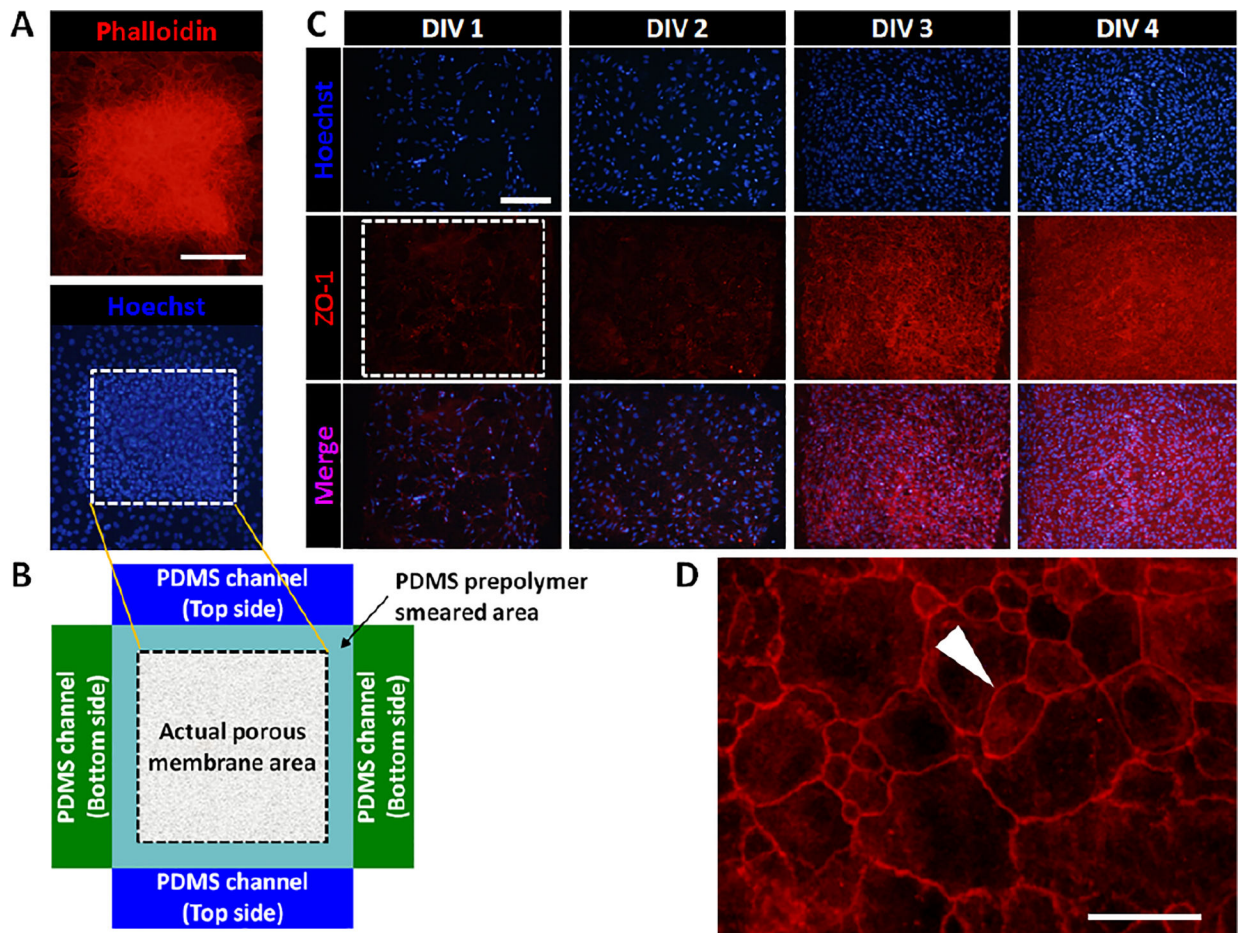 A
Phalloidin
Hoechst
B
PDMS channel
(Top side)
PDMS prepolymer
smeared area
PDMS channel
(Bottom side)
Actual porous
membrane area
PDMS channel
(Bottom side)
PDMS channel
(Top side)
C
DIV 1
DIV 2
DIV 3
DIV 4
Hoechst
ZO-1
Merge
D